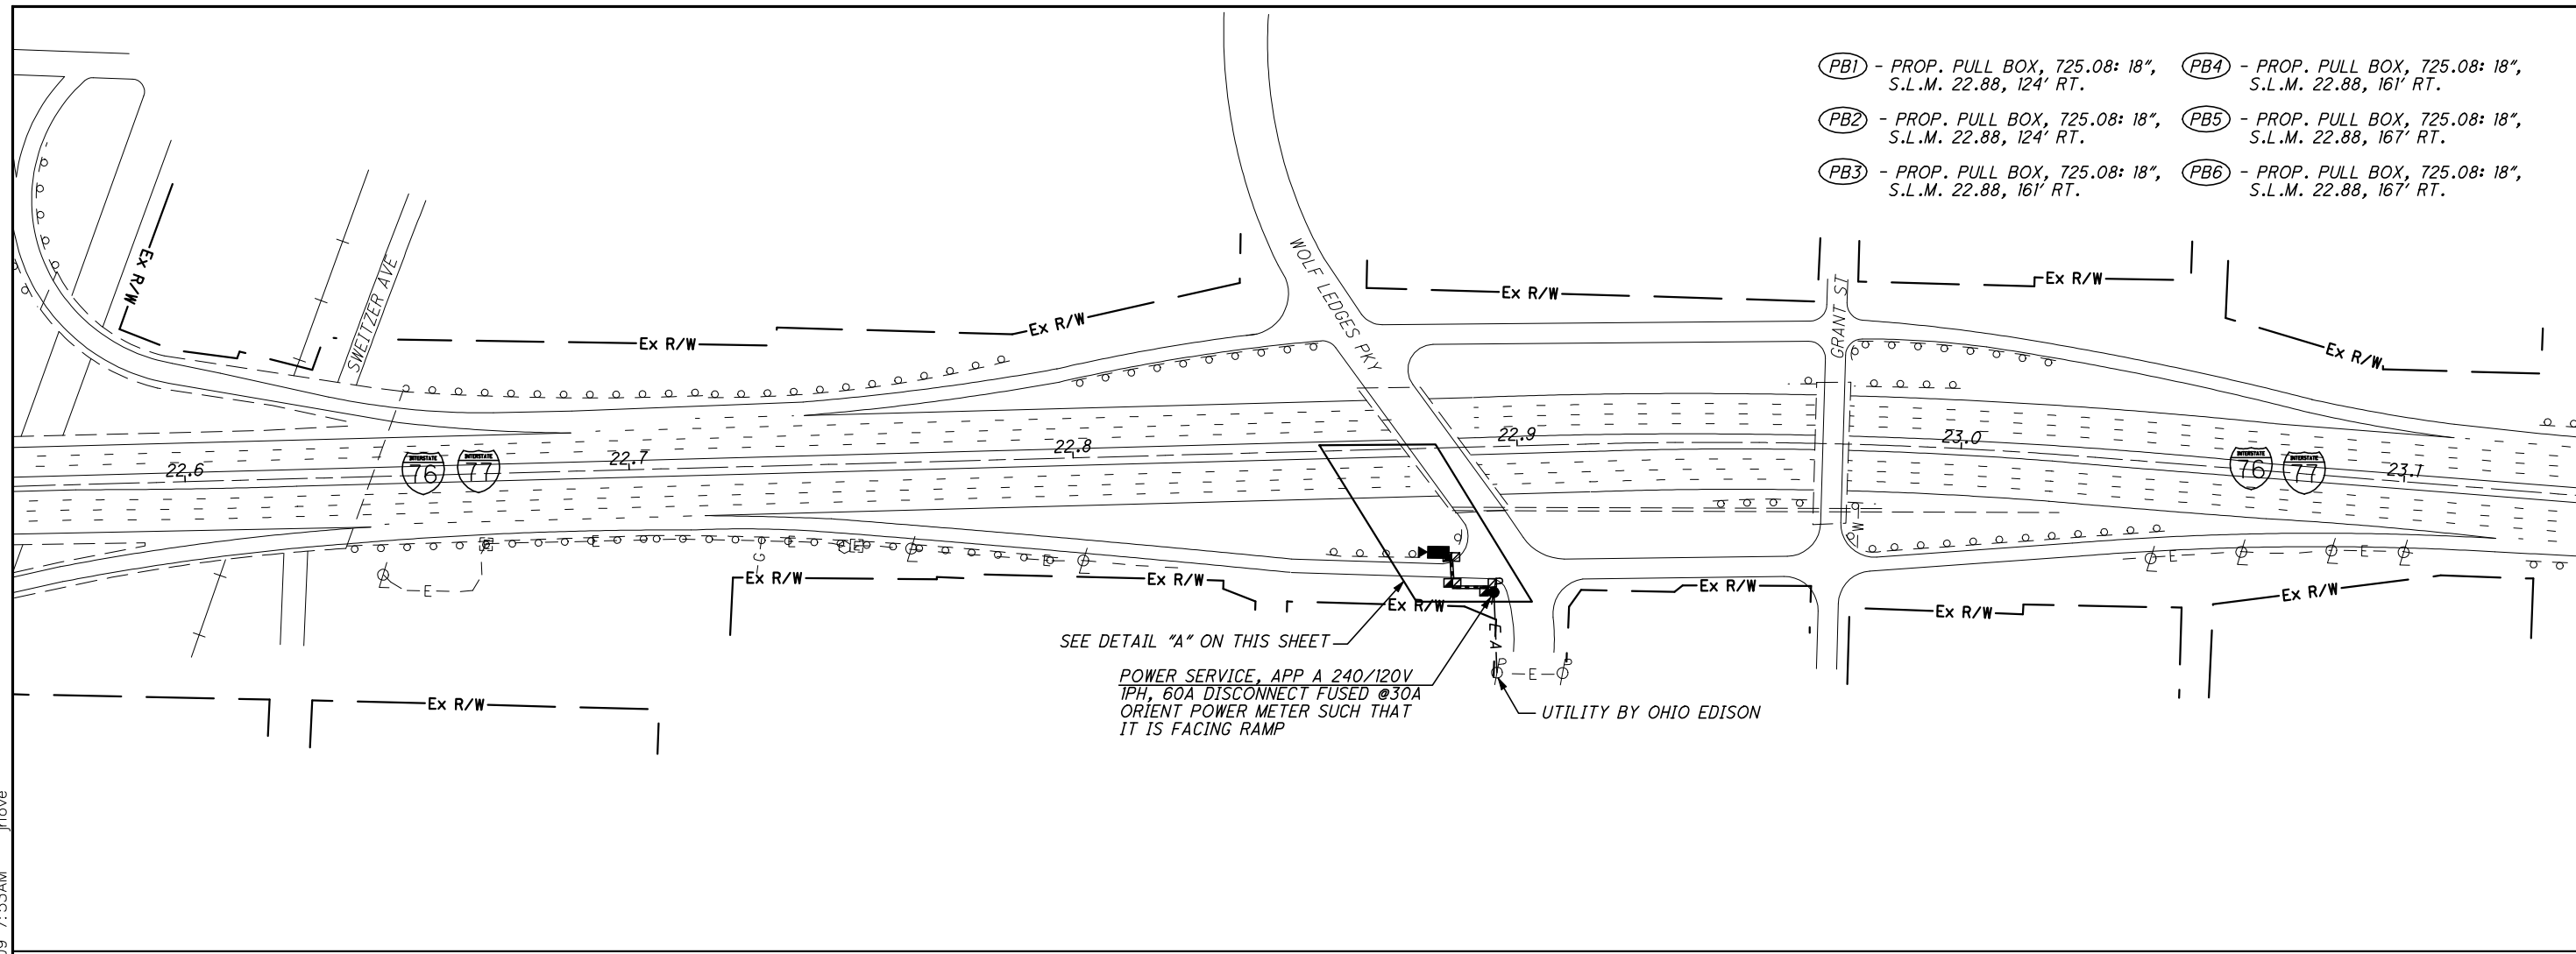 PB1 - PROP. PULL BOX, 725.08: 18", S.L.M. 22.88, 124' RT.
PB4 - PROP. PULL BOX, 725.08: 18", S.L.M. 22.88, 161' RT.
PB2 - PROP. PULL BOX, 725.08: 18", S.L.M. 22.88, 124' RT.
PB5 - PROP. PULL BOX, 725.08: 18", S.L.M. 22.88, 167' RT.
PB3 - PROP. PULL BOX, 725.08: 18", S.L.M. 22.88, 161' RT.
PB6 - PROP. PULL BOX, 725.08: 18", S.L.M. 22.88, 167' RT.
Ex R/W
SWEITZER AVE
Ex R/W
Ex R/W
WOLF LEDGES PKY
Ex R/W
GRANT ST
Ex R/W
Ex R/W
22.6
INTERSTATE
76
INTERSTATE
77
22.7
22.8
22.9
23.0
INTERSTATE
76
INTERSTATE
77
23.1
E
E
E
E
G
E
W
E
E
Ex R/W
Ex R/W
Ex R/W
Ex R/W
Ex R/W
Ex R/W
E
A
E
SEE DETAIL "A" ON THIS SHEET
POWER SERVICE, APP A 240/120V
1PH, 60A DISCONNECT FUSED @30A
ORIENT POWER METER SUCH THAT
IT IS FACING RAMP
UTILITY BY OHIO EDISON
Ex R/W
7:53AM